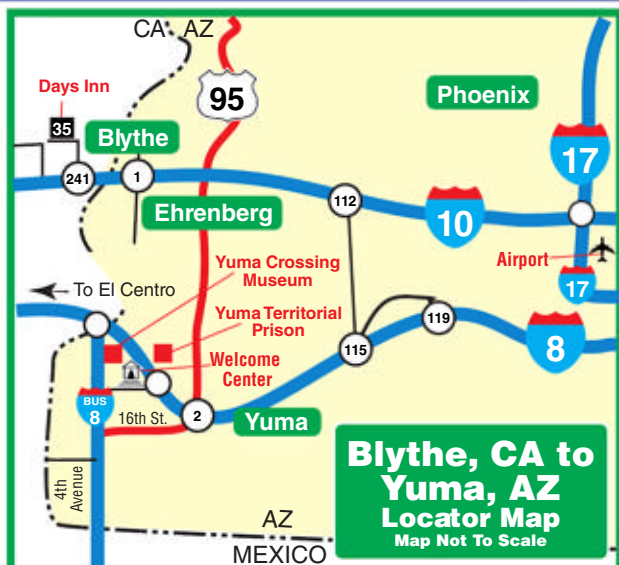 CA AZ
95
Days Inn
35
Phoenix
Blythe
17
241
1
112
10
Ehrenberg
Yuma Crossing
Museum
Airport
17
To El Centro
Yuma Territorial
Prison
119
8
115
Welcome
Center
BUS
8
16th St.
2
Yuma
4th
Avenue
Blythe, CA to
Yuma, AZ
Locator Map
Map Not To Scale
AZ
MEXICO